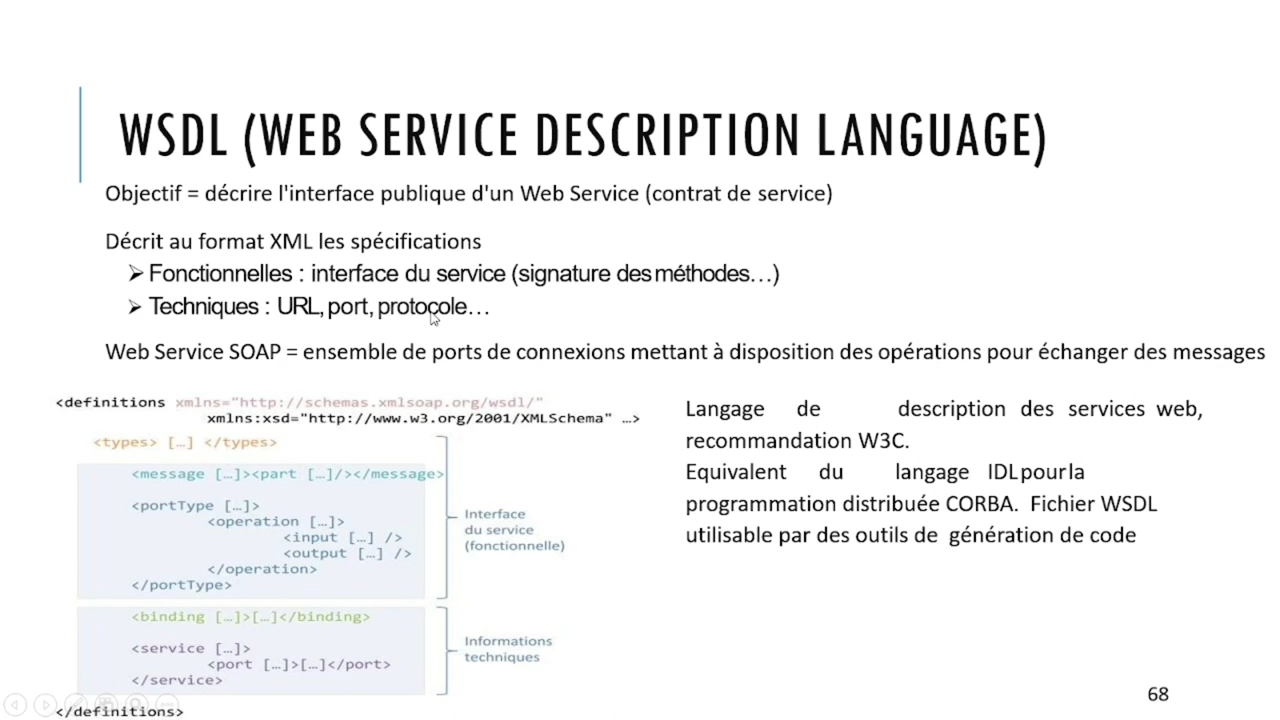 WSDL (WEB SERVICE DESCRIPTION LANGUAGE)
Objectif = décrire l'interface publique d'un Web Service (contrat de service)
Décrit au format XML les spécifications
➢ Fonctionnelles : interface du service (signature des méthodes…)
➢ Techniques : URL, port, protocole…
Web Service SOAP = ensemble de ports de connexions mettant à disposition des opérations pour échanger des messages
<definitions xmlns="http://schemas.xmlsoap.org/wsdl/"
xmlns:xsd="http://www.w3.org/2001/XMLSchema" …>
<types> […] </types>
<message […]><part […]/></message>
<portType […]>
<operation […]>
<input […] />
<output […] />
</operation>
</portType>
Interface
du service
(fonctionnelle)
<binding […]>[…]</binding>
<service […]>
<port […]>[…]</port>
</service>
Informations
techniques
</definitions>
Langage de description des services web,
recommandation W3C.
Equivalent du langage IDL pour la
programmation distribuée CORBA. Fichier WSDL
utilisable par des outils de génération de code
68